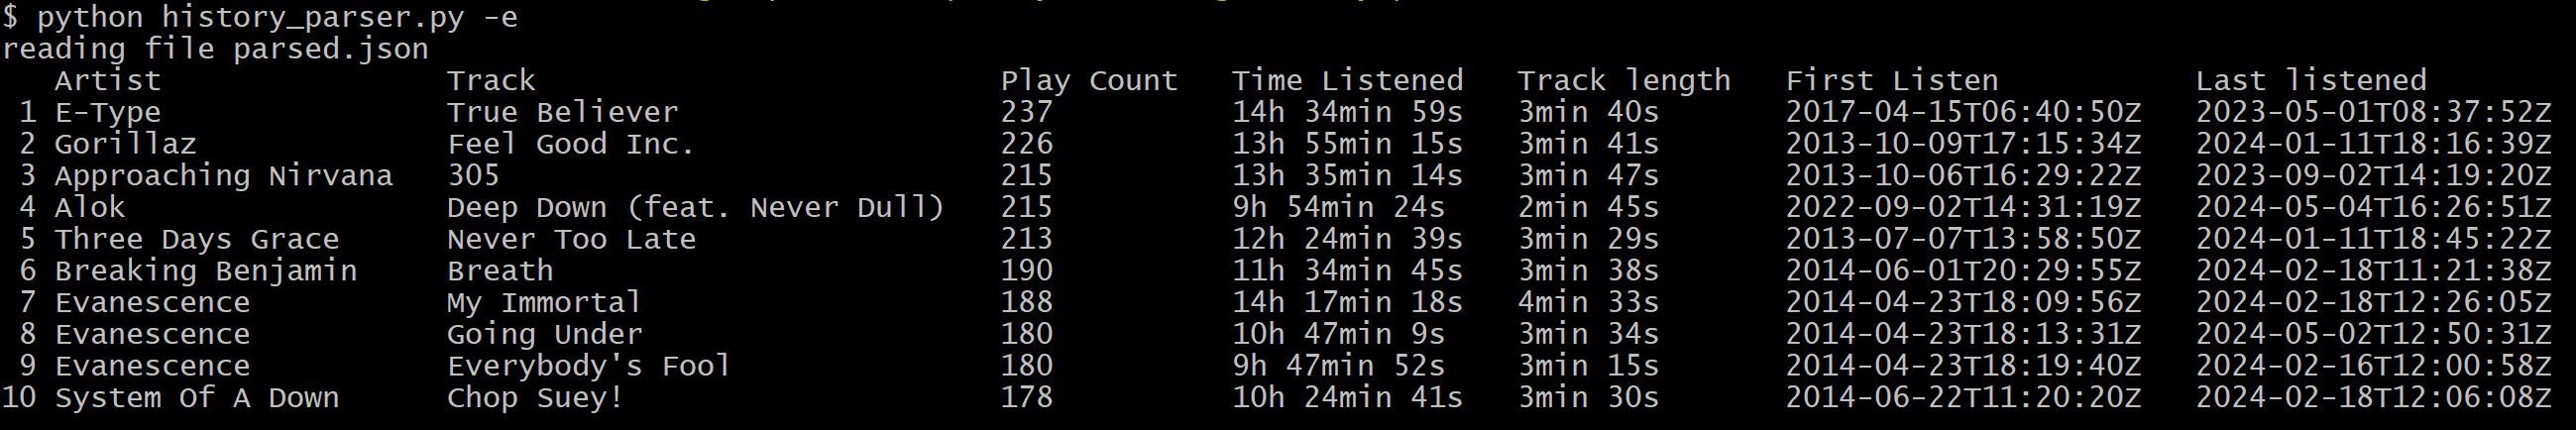 $ python history_parser.py -e
reading file parsed.json
   Artist                Track                          Play Count   Time Listened   Track length   First Listen           Last listened
 1 E-Type                True Believer                  237          14h 34min 59s   3min 40s       2017-04-15T06:40:50Z   2023-05-01T08:37:52Z
 2 Gorillaz              Feel Good Inc.                 226          13h 55min 15s   3min 41s       2013-10-09T17:15:34Z   2024-01-11T18:16:39Z
 3 Approaching Nirvana   305                            215          13h 35min 14s   3min 47s       2013-10-06T16:29:22Z   2023-09-02T14:19:20Z
 4 Alok                  Deep Down (feat. Never Dull)   215          9h 54min 24s    2min 45s       2022-09-02T14:31:19Z   2024-05-04T16:26:51Z
 5 Three Days Grace      Never Too Late                 213          12h 24min 39s   3min 29s       2013-07-07T13:58:50Z   2024-01-11T18:45:22Z
 6 Breaking Benjamin     Breath                         190          11h 34min 45s   3min 38s       2014-06-01T20:29:55Z   2024-02-18T11:21:38Z
 7 Evanescence           My Immortal                    188          14h 17min 18s   4min 33s       2014-04-23T18:09:56Z   2024-02-18T12:26:05Z
 8 Evanescence           Going Under                    180          10h 47min 9s    3min 34s       2014-04-23T18:13:31Z   2024-05-02T12:50:31Z
 9 Evanescence           Everybody's Fool               180          9h 47min 52s    3min 15s       2014-04-23T18:19:40Z   2024-02-16T12:00:58Z
10 System Of A Down      Chop Suey!                     178          10h 24min 41s   3min 30s       2014-06-22T11:20:20Z   2024-02-18T12:06:08Z